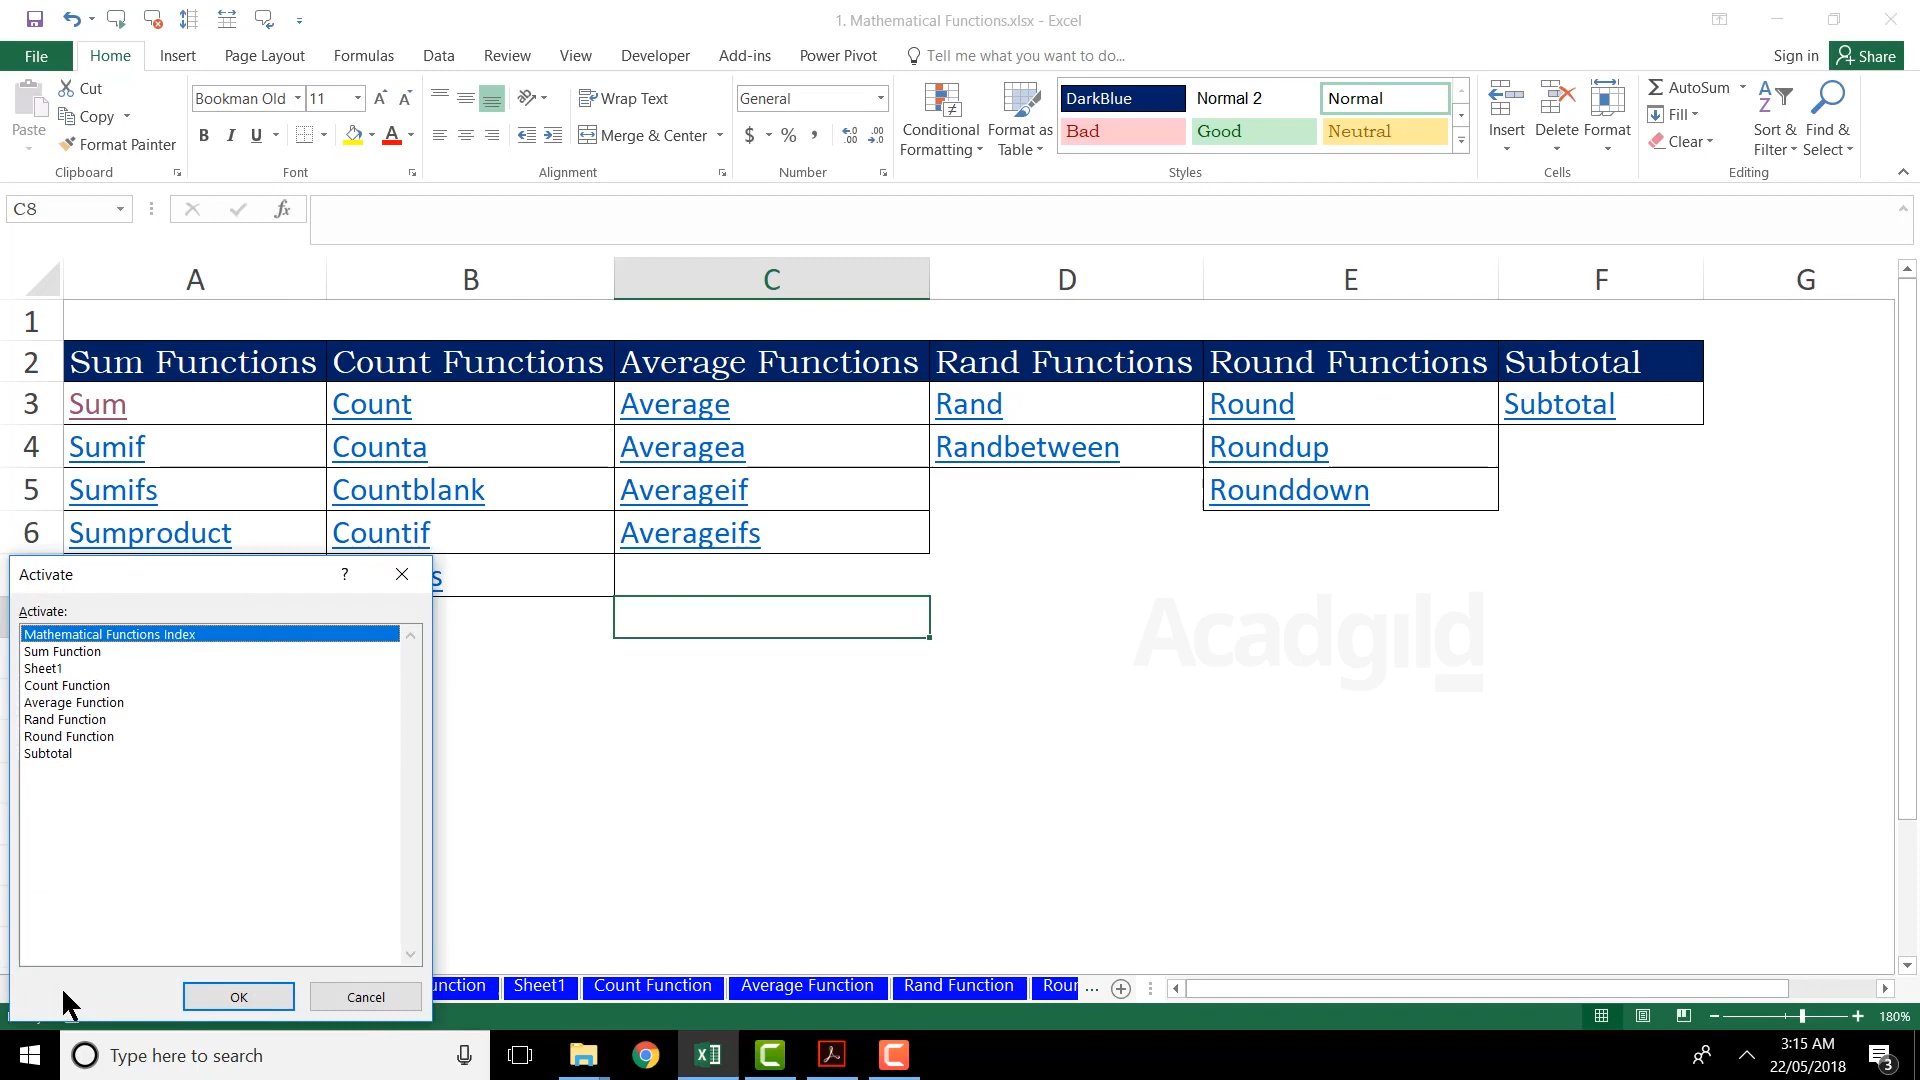 1. Mathematical Functions.xlsx - Excel
File Home Insert Page Layout Formulas Data Review View Developer Add-ins Power Pivot Tell me what you want to do... Sign in Share
Paste
Cut
Copy
Format Painter
Clipboard
Bookman Old 11
B I U A
Font
Wrap Text
Merge & Center
Alignment
General
$ % ,
Number
Conditional Formatting
Format as Table
DarkBlue Normal 2 Normal
Bad Good Neutral
Styles
Insert Delete Format
Cells
AutoSum
Fill
Clear
Sort & Filter
Find & Select
Editing
C8 fx
A B C D E F G
1
2 Sum Functions Count Functions Average Functions Rand Functions Round Functions Subtotal
3 Sum Count Average Rand Round Subtotal
4 Sumif Counta Averagea Randbetween Roundup
5 Sumifs Countblank Averageif Rounddown
6 Sumproduct Countif Averageifs
s
Acadgild
Activate ?
Activate:
Mathematical Functions Index
Sum Function
Sheet1
Count Function
Average Function
Rand Function
Round Function
Subtotal
OK Cancel
unction Sheet1 Count Function Average Function Rand Function Rour ...
180%
Type here to search
3:15 AM
22/05/2018
3